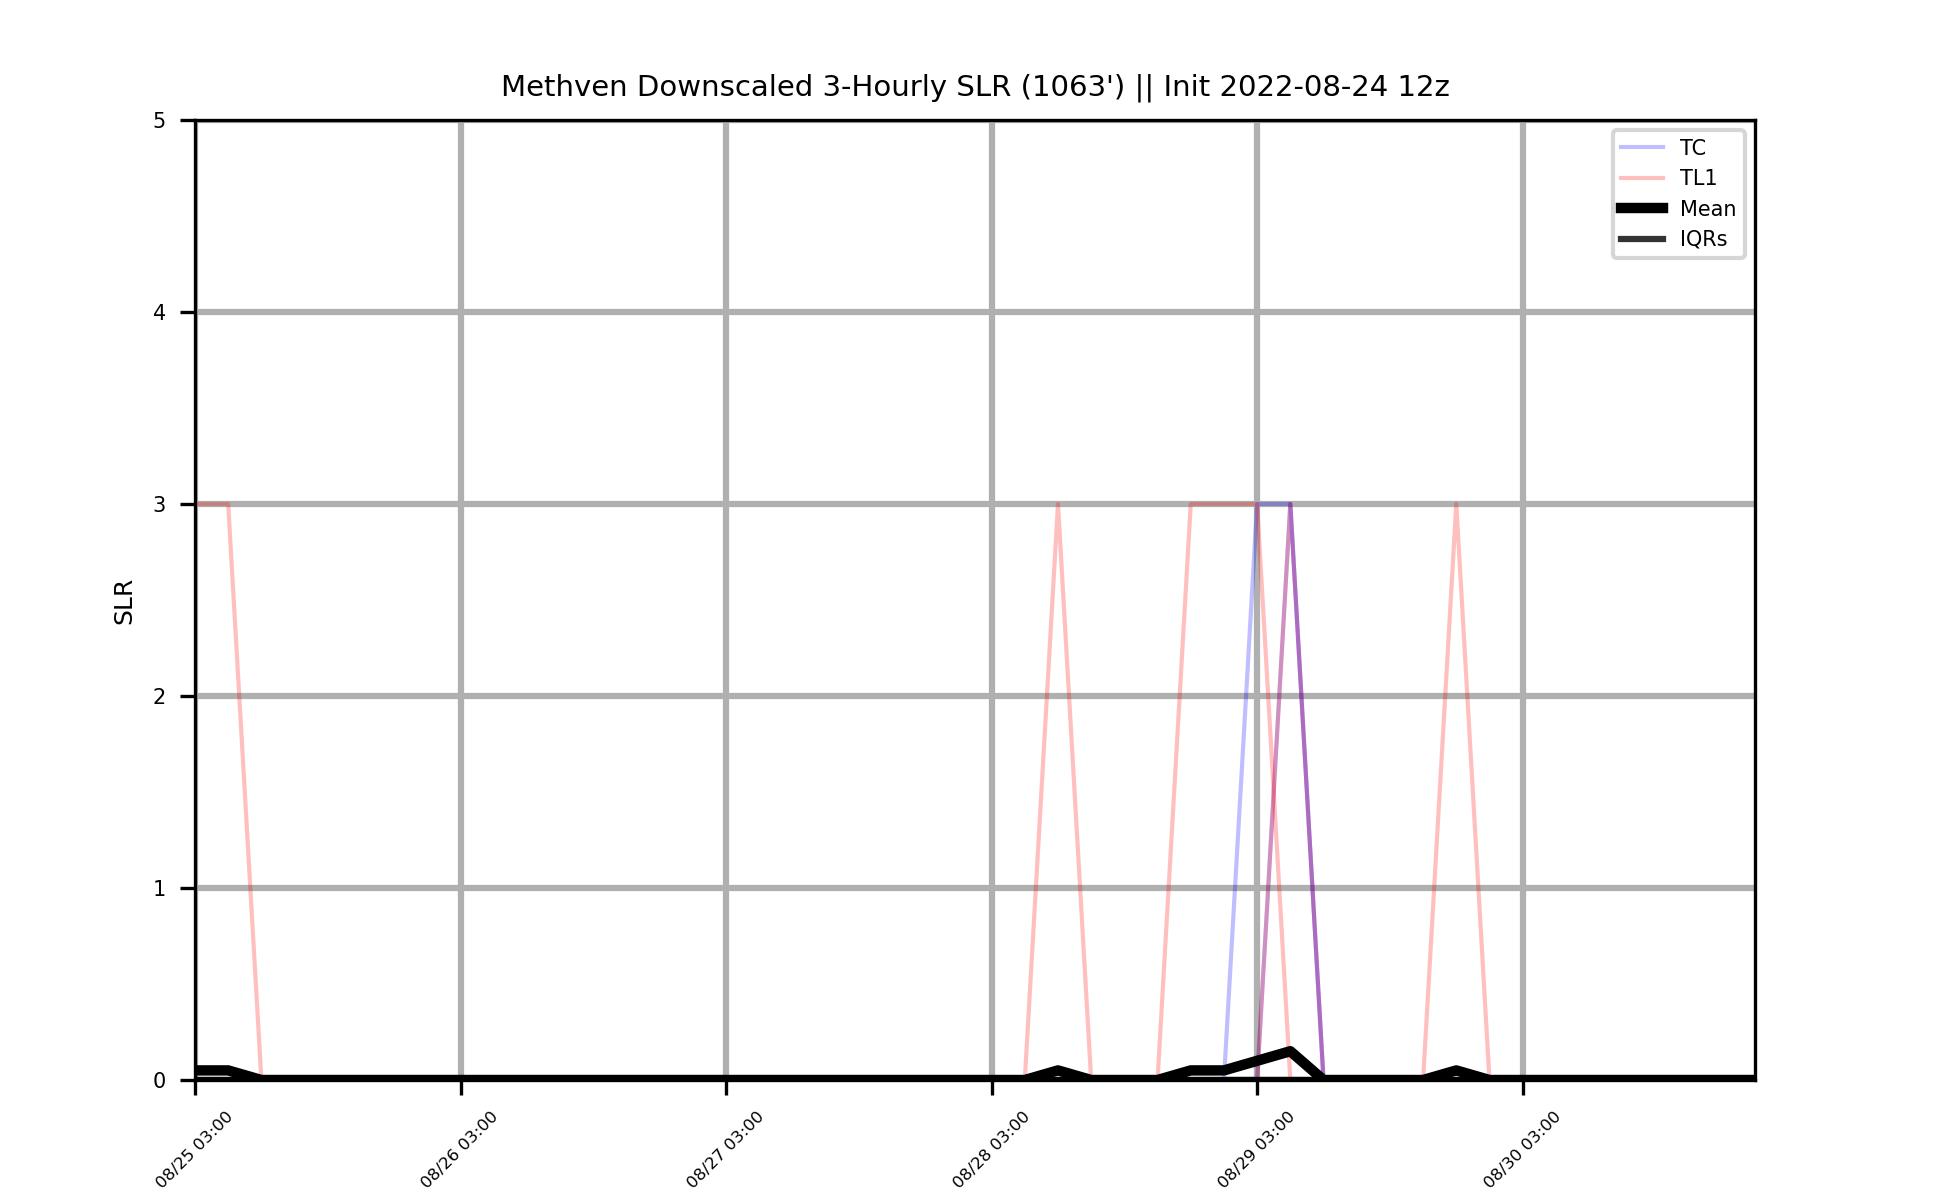 Methven Downscaled 3-Hourly SLR (1063') || Init 2022-08-24 12z
5
4
3
2
1
0
SLR
TC
TL1
Mean
IQRs
08/25 03:00
08/26 03:00
08/27 03:00
08/28 03:00
08/29 03:00
08/30 03:00